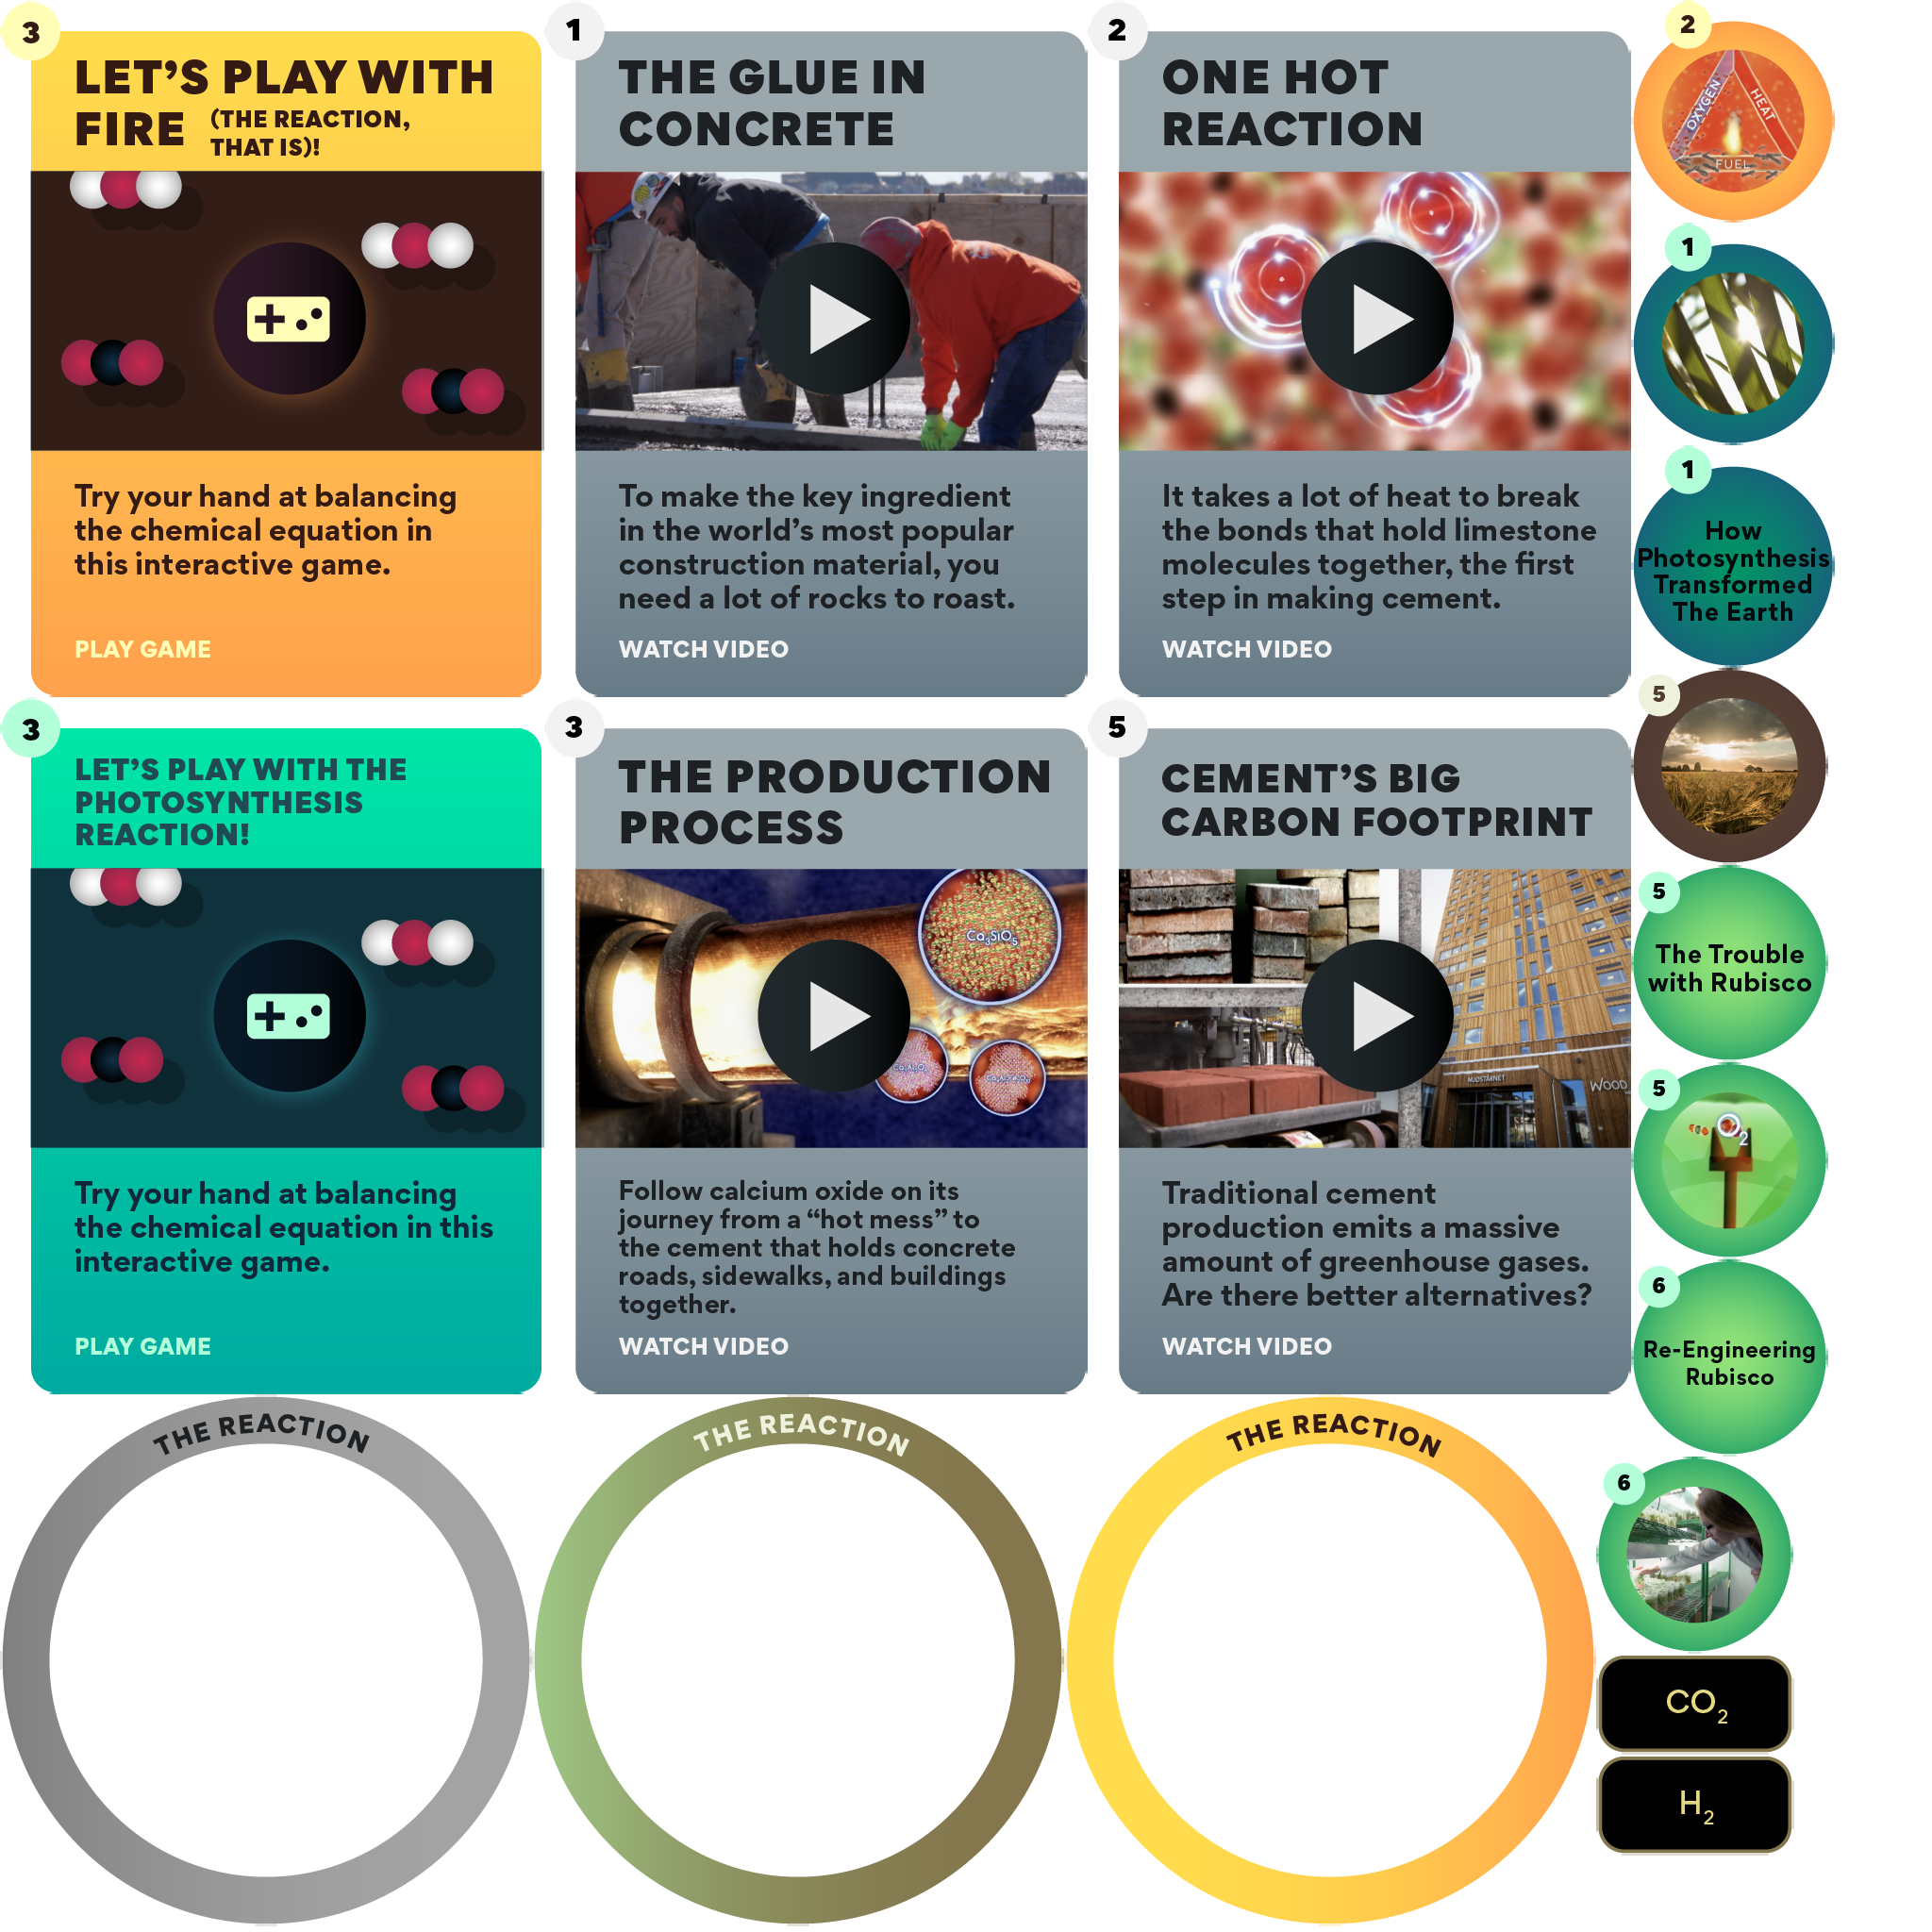 3
LET'S PLAY WITH
FIRE (THE REACTION,
THAT IS)!
Try your hand at balancing
the chemical equation in
this interactive game.
PLAY GAME
1
THE GLUE IN
CONCRETE
To make the key ingredient
in the world's most popular
construction material, you
need a lot of rocks to roast.
WATCH VIDEO
2
ONE HOT
REACTION
It takes a lot of heat to break
the bonds that hold limestone
molecules together, the first
step in making cement.
WATCH VIDEO
2
OXYGEN
HEAT
FUEL
1
1
How
Photosynthesis
Transformed
The Earth
3
LET'S PLAY WITH THE
PHOTOSYNTHESIS
REACTION!
Try your hand at balancing
the chemical equation in this
interactive game.
PLAY GAME
3
THE PRODUCTION
PROCESS
Ca₃SiO₅
Follow calcium oxide on its
journey from a “hot mess” to
the cement that holds concrete
roads, sidewalks, and buildings
together.
WATCH VIDEO
5
CEMENT'S BIG
CARBON FOOTPRINT
WOOD
Traditional cement
production emits a massive
amount of greenhouse gases.
Are there better alternatives?
WATCH VIDEO
5
5
The Trouble
with Rubisco
5
O₂
6
Re-Engineering
Rubisco
6
THE REACTION
THE REACTION
THE REACTION
CO₂
H₂